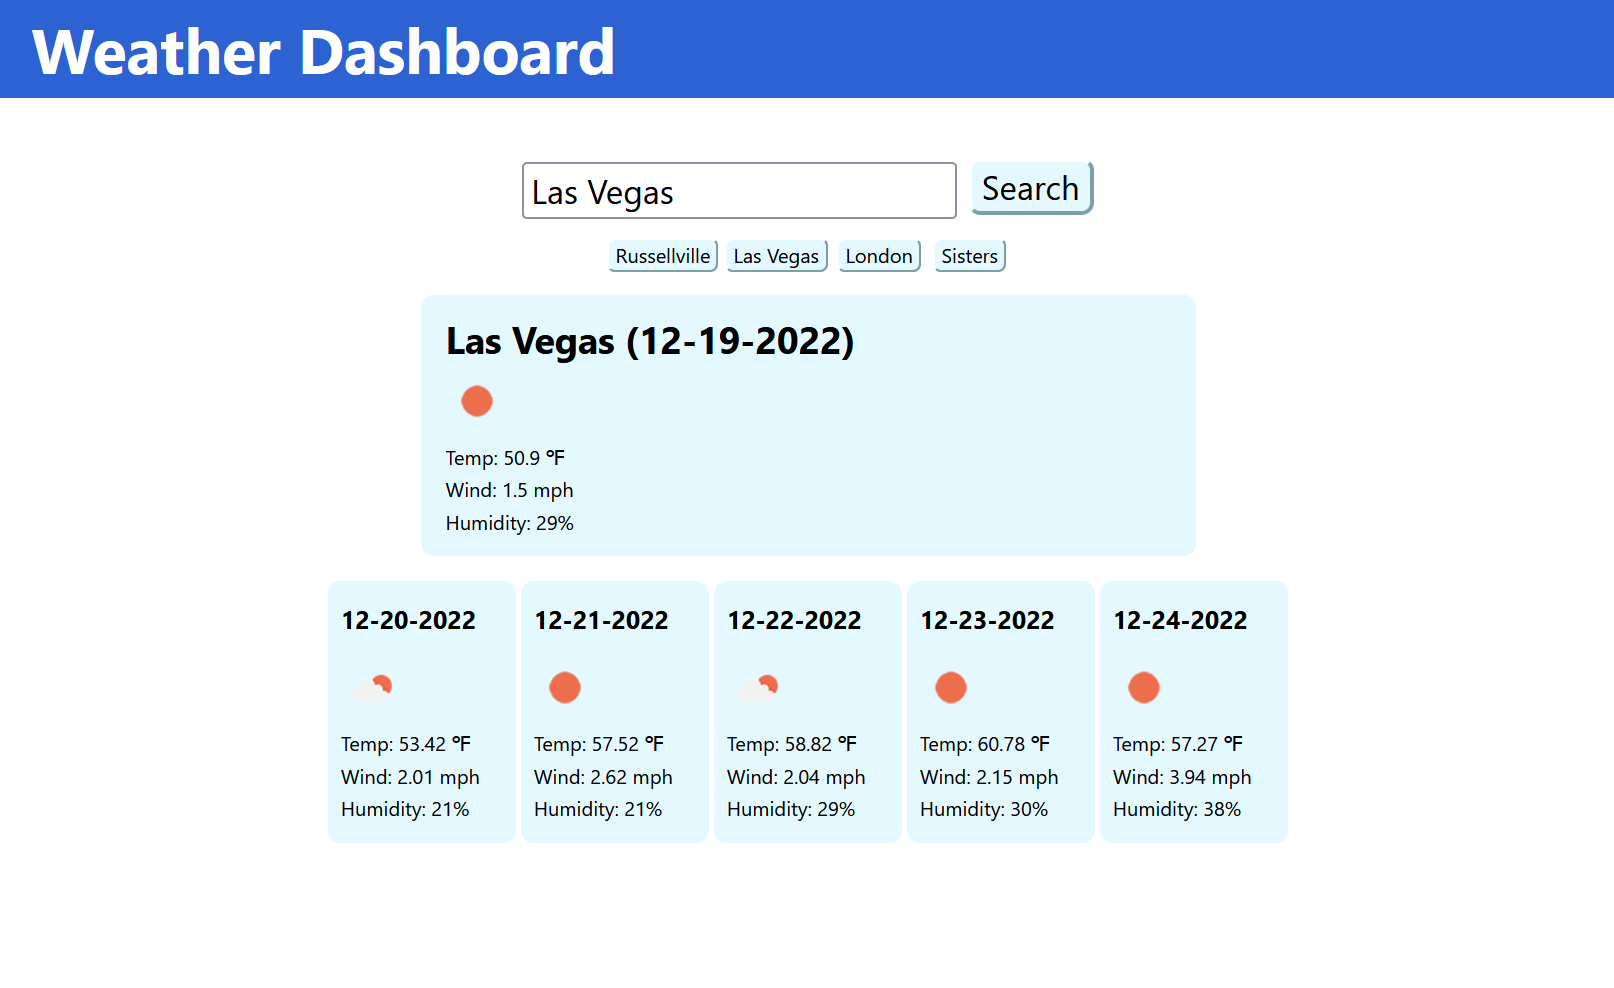 Weather Dashboard
Las Vegas Search
Russellville Las Vegas London Sisters
Las Vegas (12-19-2022)
Temp: 50.9 ℉
Wind: 1.5 mph
Humidity: 29%
12-20-2022
Temp: 53.42 ℉
Wind: 2.01 mph
Humidity: 21%
12-21-2022
Temp: 57.52 ℉
Wind: 2.62 mph
Humidity: 21%
12-22-2022
Temp: 58.82 ℉
Wind: 2.04 mph
Humidity: 29%
12-23-2022
Temp: 60.78 ℉
Wind: 2.15 mph
Humidity: 30%
12-24-2022
Temp: 57.27 ℉
Wind: 3.94 mph
Humidity: 38%